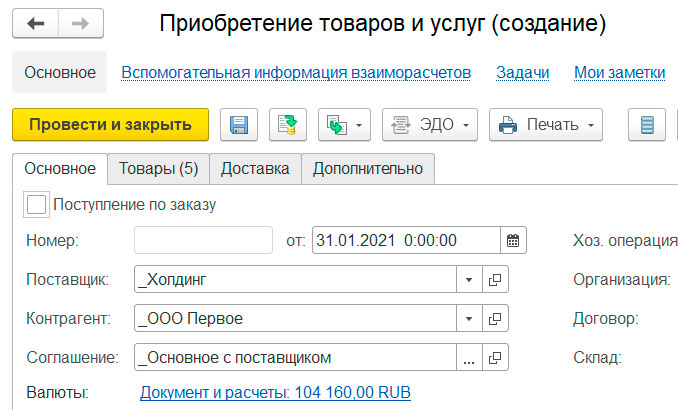 Приобретение товаров и услуг (создание)
Основное Вспомогательная информация взаиморасчетов Задачи Мои заметки
Провести и закрыть ЭДО Печать
Основное Товары (5) Доставка Дополнительно
Поступление по заказу
Номер: от: 31.01.2021 0:00:00 Хоз. операция
Поставщик: _Холдинг Организация:
Контрагент: _ООО Первое Договор:
Соглашение: _Основное с поставщиком ... Склад:
Валюты: Документ и расчеты: 104 160,00 RUB